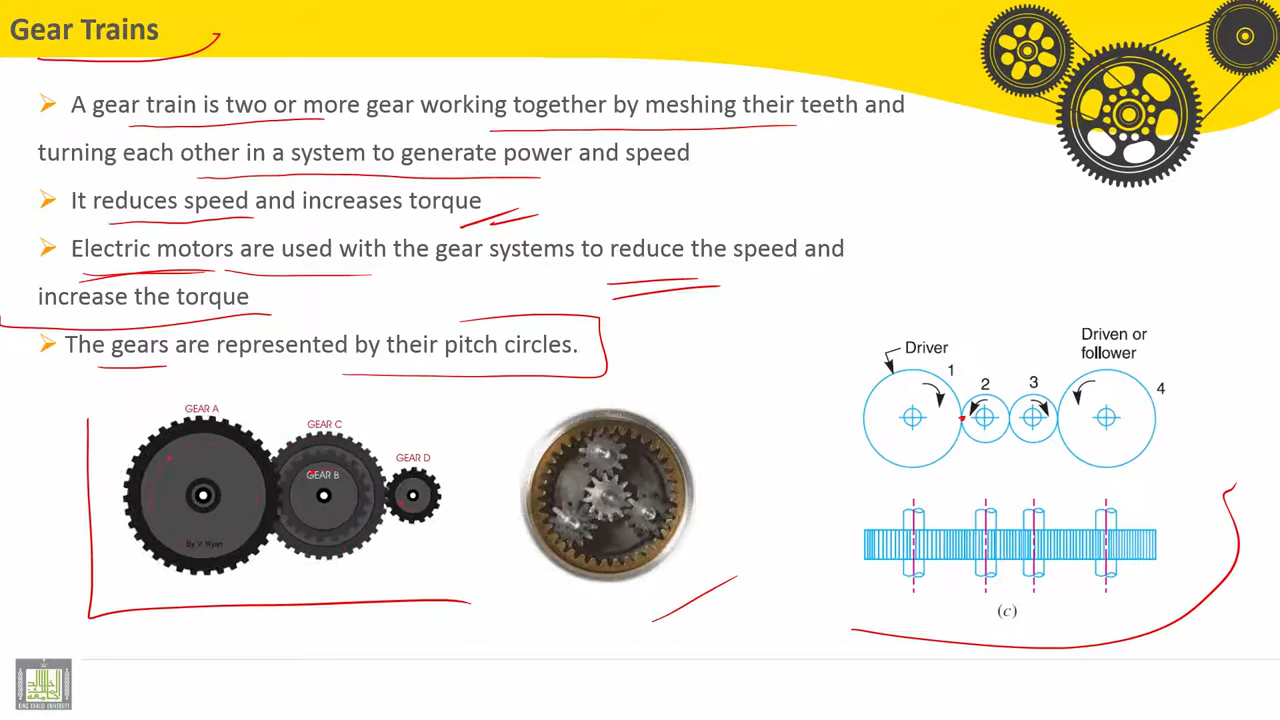 Gear Trains
A gear train is two or more gear working together by meshing their teeth and
turning each other in a system to generate power and speed
It reduces speed and increases torque
Electric motors are used with the gear systems to reduce the speed and
increase the torque
The gears are represented by their pitch circles.
GEAR A
GEAR C
GEAR B
GEAR D
By V. Ryan
Driver
Driven or
follower
1
2
3
4
(c)
KING KHALID UNIVERSITY